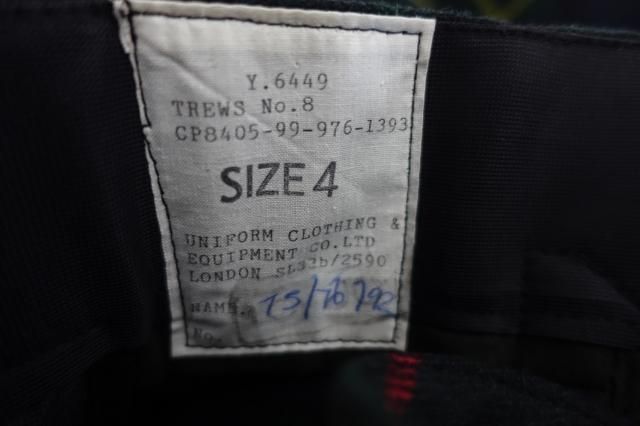 Y.6449
TREWS No.8
CP8405-99-976-1393
SIZE 4
UNIFORM CLOTHING &
EQUIPMENT CO.LTD
LONDON SL32b/2590
NAME.
No.